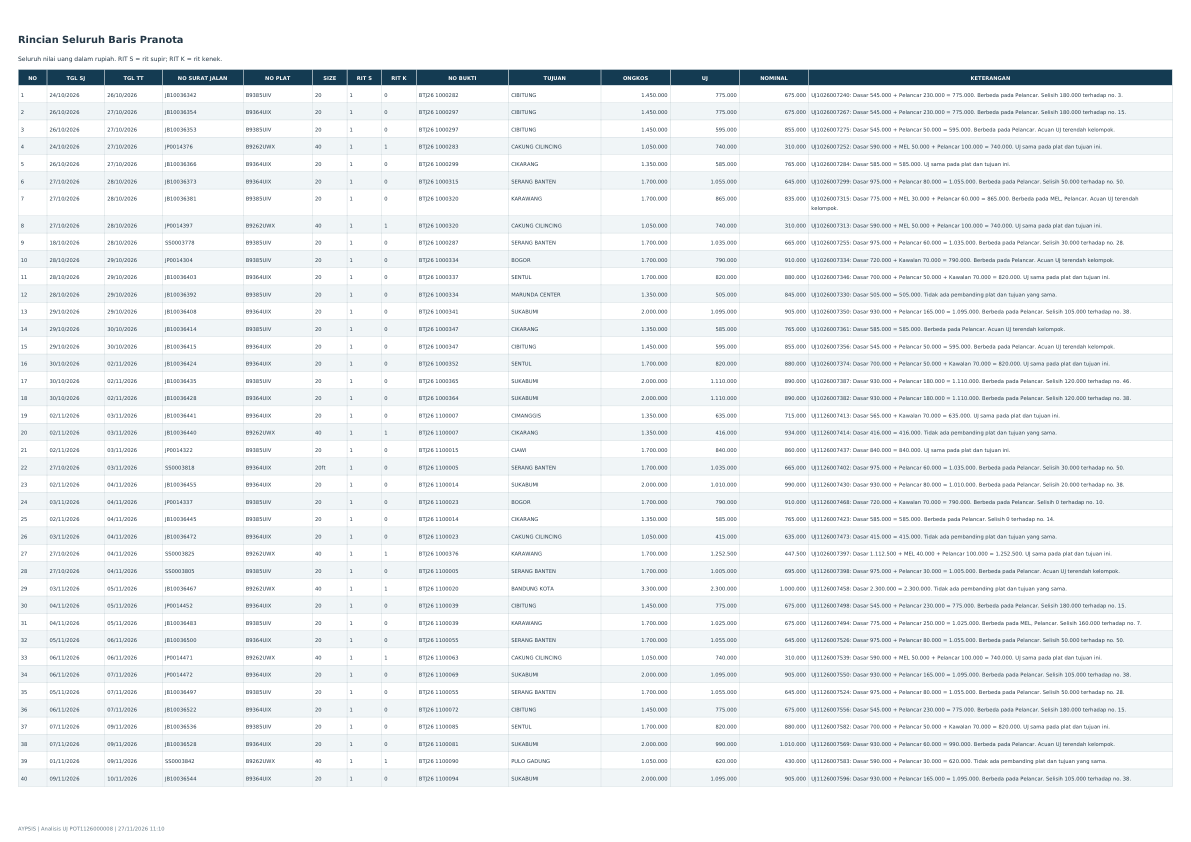 Rincian Seluruh Baris Pranota
Seluruh nilai uang dalam rupiah. RIT S = rit supir; RIT K = rit kenek.
NO TGL SJ TGL TT NO SURAT JALAN NO PLAT SIZE RIT S RIT K NO BUKTI TUJUAN ONGKOS UJ NOMINAL KETERANGAN
1 24/10/2026 26/10/2026 JB10036342 B9385UIV 20 1 0 BTJ26 1000282 CIBITUNG 1.450.000 775.000 675.000 UJ1026007240: Dasar 545.000 + Pelancar 230.000 = 775.000. Berbeda pada Pelancar. Selisih 180.000 terhadap no. 3.
2 26/10/2026 27/10/2026 JB10036354 B9364UIX 20 1 0 BTJ26 1000297 CIBITUNG 1.450.000 775.000 675.000 UJ1026007267: Dasar 545.000 + Pelancar 230.000 = 775.000. Berbeda pada Pelancar. Selisih 180.000 terhadap no. 15.
3 26/10/2026 27/10/2026 JB10036353 B9385UIV 20 1 0 BTJ26 1000297 CIBITUNG 1.450.000 595.000 855.000 UJ1026007275: Dasar 545.000 + Pelancar 50.000 = 595.000. Berbeda pada Pelancar. Acuan UJ terendah kelompok.
4 24/10/2026 27/10/2026 JP0014376 B9262UWX 40 1 1 BTJ26 1000283 CAKUNG CILINCING 1.050.000 740.000 310.000 UJ1026007252: Dasar 590.000 + MEL 50.000 + Pelancar 100.000 = 740.000. UJ sama pada plat dan tujuan ini.
5 26/10/2026 27/10/2026 JB10036366 B9364UIX 20 1 0 BTJ26 1000299 CIKARANG 1.350.000 585.000 765.000 UJ1026007284: Dasar 585.000 = 585.000. UJ sama pada plat dan tujuan ini.
6 27/10/2026 28/10/2026 JB10036373 B9364UIX 20 1 0 BTJ26 1000315 SERANG BANTEN 1.700.000 1.055.000 645.000 UJ1026007299: Dasar 975.000 + Pelancar 80.000 = 1.055.000. Berbeda pada Pelancar. Selisih 50.000 terhadap no. 50.
7 27/10/2026 28/10/2026 JB10036381 B9385UIV 20 1 0 BTJ26 1000320 KARAWANG 1.700.000 865.000 835.000 UJ1026007315: Dasar 775.000 + MEL 30.000 + Pelancar 60.000 = 865.000. Berbeda pada MEL, Pelancar. Acuan UJ terendah
kelompok.
8 27/10/2026 28/10/2026 JP0014397 B9262UWX 40 1 1 BTJ26 1000320 CAKUNG CILINCING 1.050.000 740.000 310.000 UJ1026007313: Dasar 590.000 + MEL 50.000 + Pelancar 100.000 = 740.000. UJ sama pada plat dan tujuan ini.
9 18/10/2026 28/10/2026 SS0003778 B9385UIV 20 1 0 BTJ26 1000287 SERANG BANTEN 1.700.000 1.035.000 665.000 UJ1026007255: Dasar 975.000 + Pelancar 60.000 = 1.035.000. Berbeda pada Pelancar. Selisih 30.000 terhadap no. 28.
10 28/10/2026 29/10/2026 JP0014304 B9385UIV 20 1 0 BTJ26 1000334 BOGOR 1.700.000 790.000 910.000 UJ1026007334: Dasar 720.000 + Kawalan 70.000 = 790.000. Berbeda pada Pelancar. Acuan UJ terendah kelompok.
11 28/10/2026 29/10/2026 JB10036403 B9364UIX 20 1 0 BTJ26 1000337 SENTUL 1.700.000 820.000 880.000 UJ1026007346: Dasar 700.000 + Pelancar 50.000 + Kawalan 70.000 = 820.000. UJ sama pada plat dan tujuan ini.
12 28/10/2026 29/10/2026 JB10036392 B9385UIV 20 1 0 BTJ26 1000334 MARUNDA CENTER 1.350.000 505.000 845.000 UJ1026007330: Dasar 505.000 = 505.000. Tidak ada pembanding plat dan tujuan yang sama.
13 29/10/2026 29/10/2026 JB10036408 B9364UIX 20 1 0 BTJ26 1000341 SUKABUMI 2.000.000 1.095.000 905.000 UJ1026007350: Dasar 930.000 + Pelancar 165.000 = 1.095.000. Berbeda pada Pelancar. Selisih 105.000 terhadap no. 38.
14 29/10/2026 30/10/2026 JB10036414 B9385UIV 20 1 0 BTJ26 1000347 CIKARANG 1.350.000 585.000 765.000 UJ1026007361: Dasar 585.000 = 585.000. Berbeda pada Pelancar. Acuan UJ terendah kelompok.
15 29/10/2026 30/10/2026 JB10036415 B9364UIX 20 1 0 BTJ26 1000347 CIBITUNG 1.450.000 595.000 855.000 UJ1026007356: Dasar 545.000 + Pelancar 50.000 = 595.000. Berbeda pada Pelancar. Acuan UJ terendah kelompok.
16 30/10/2026 02/11/2026 JB10036424 B9364UIX 20 1 0 BTJ26 1000352 SENTUL 1.700.000 820.000 880.000 UJ1026007374: Dasar 700.000 + Pelancar 50.000 + Kawalan 70.000 = 820.000. UJ sama pada plat dan tujuan ini.
17 30/10/2026 02/11/2026 JB10036435 B9385UIV 20 1 0 BTJ26 1000365 SUKABUMI 2.000.000 1.110.000 890.000 UJ1026007387: Dasar 930.000 + Pelancar 180.000 = 1.110.000. Berbeda pada Pelancar. Selisih 120.000 terhadap no. 46.
18 30/10/2026 02/11/2026 JB10036428 B9364UIX 20 1 0 BTJ26 1000364 SUKABUMI 2.000.000 1.110.000 890.000 UJ1026007382: Dasar 930.000 + Pelancar 180.000 = 1.110.000. Berbeda pada Pelancar. Selisih 120.000 terhadap no. 38.
19 02/11/2026 03/11/2026 JB10036441 B9364UIX 20 1 0 BTJ26 1100007 CIMANGGIS 1.350.000 635.000 715.000 UJ1126007413: Dasar 565.000 + Kawalan 70.000 = 635.000. UJ sama pada plat dan tujuan ini.
20 02/11/2026 03/11/2026 JB10036440 B9262UWX 40 1 1 BTJ26 1100007 CIKARANG 1.350.000 416.000 934.000 UJ1126007414: Dasar 416.000 = 416.000. Tidak ada pembanding plat dan tujuan yang sama.
21 02/11/2026 03/11/2026 JP0014322 B9385UIV 20 1 0 BTJ26 1100015 CIAWI 1.700.000 840.000 860.000 UJ1126007437: Dasar 840.000 = 840.000. UJ sama pada plat dan tujuan ini.
22 27/10/2026 03/11/2026 SS0003818 B9364UIX 20ft 1 0 BTJ26 1100005 SERANG BANTEN 1.700.000 1.035.000 665.000 UJ1126007402: Dasar 975.000 + Pelancar 60.000 = 1.035.000. Berbeda pada Pelancar. Selisih 30.000 terhadap no. 50.
23 02/11/2026 04/11/2026 JB10036455 B9364UIX 20 1 0 BTJ26 1100014 SUKABUMI 2.000.000 1.010.000 990.000 UJ1126007430: Dasar 930.000 + Pelancar 80.000 = 1.010.000. Berbeda pada Pelancar. Selisih 20.000 terhadap no. 38.
24 03/11/2026 04/11/2026 JP0014337 B9385UIV 20 1 0 BTJ26 1100023 BOGOR 1.700.000 790.000 910.000 UJ1126007468: Dasar 720.000 + Kawalan 70.000 = 790.000. Berbeda pada Pelancar. Selisih 0 terhadap no. 10.
25 02/11/2026 04/11/2026 JB10036445 B9385UIV 20 1 0 BTJ26 1100014 CIKARANG 1.350.000 585.000 765.000 UJ1126007423: Dasar 585.000 = 585.000. Berbeda pada Pelancar. Selisih 0 terhadap no. 14.
26 03/11/2026 04/11/2026 JB10036472 B9364UIX 20 1 0 BTJ26 1100023 CAKUNG CILINCING 1.050.000 415.000 635.000 UJ1126007473: Dasar 415.000 = 415.000. Tidak ada pembanding plat dan tujuan yang sama.
27 27/10/2026 04/11/2026 SS0003825 B9262UWX 40 1 1 BTJ26 1000376 KARAWANG 1.700.000 1.252.500 447.500 UJ1026007397: Dasar 1.112.500 + MEL 40.000 + Pelancar 100.000 = 1.252.500. UJ sama pada plat dan tujuan ini.
28 27/10/2026 04/11/2026 SS0003805 B9385UIV 20 1 0 BTJ26 1100005 SERANG BANTEN 1.700.000 1.005.000 695.000 UJ1026007398: Dasar 975.000 + Pelancar 30.000 = 1.005.000. Berbeda pada Pelancar. Acuan UJ terendah kelompok.
29 03/11/2026 05/11/2026 JB10036467 B9262UWX 40 1 1 BTJ26 1100020 BANDUNG KOTA 3.300.000 2.300.000 1.000.000 UJ1126007458: Dasar 2.300.000 = 2.300.000. Tidak ada pembanding plat dan tujuan yang sama.
30 04/11/2026 05/11/2026 JP0014452 B9364UIX 20 1 0 BTJ26 1100039 CIBITUNG 1.450.000 775.000 675.000 UJ1126007498: Dasar 545.000 + Pelancar 230.000 = 775.000. Berbeda pada Pelancar. Selisih 180.000 terhadap no. 15.
31 04/11/2026 05/11/2026 JB10036483 B9385UIV 20 1 0 BTJ26 1100039 KARAWANG 1.700.000 1.025.000 675.000 UJ1126007494: Dasar 775.000 + Pelancar 250.000 = 1.025.000. Berbeda pada MEL, Pelancar. Selisih 160.000 terhadap no. 7.
32 05/11/2026 06/11/2026 JB10036500 B9364UIX 20 1 0 BTJ26 1100055 SERANG BANTEN 1.700.000 1.055.000 645.000 UJ1126007526: Dasar 975.000 + Pelancar 80.000 = 1.055.000. Berbeda pada Pelancar. Selisih 50.000 terhadap no. 50.
33 06/11/2026 06/11/2026 JP0014471 B9262UWX 40 1 1 BTJ26 1100063 CAKUNG CILINCING 1.050.000 740.000 310.000 UJ1126007539: Dasar 590.000 + MEL 50.000 + Pelancar 100.000 = 740.000. UJ sama pada plat dan tujuan ini.
34 06/11/2026 07/11/2026 JP0014472 B9364UIX 20 1 0 BTJ26 1100069 SUKABUMI 2.000.000 1.095.000 905.000 UJ1126007550: Dasar 930.000 + Pelancar 165.000 = 1.095.000. Berbeda pada Pelancar. Selisih 105.000 terhadap no. 38.
35 05/11/2026 07/11/2026 JB10036497 B9385UIV 20 1 0 BTJ26 1100055 SERANG BANTEN 1.700.000 1.055.000 645.000 UJ1126007524: Dasar 975.000 + Pelancar 80.000 = 1.055.000. Berbeda pada Pelancar. Selisih 50.000 terhadap no. 28.
36 06/11/2026 07/11/2026 JB10036522 B9364UIX 20 1 0 BTJ26 1100072 CIBITUNG 1.450.000 775.000 675.000 UJ1126007556: Dasar 545.000 + Pelancar 230.000 = 775.000. Berbeda pada Pelancar. Selisih 180.000 terhadap no. 15.
37 07/11/2026 09/11/2026 JB10036536 B9385UIV 20 1 0 BTJ26 1100085 SENTUL 1.700.000 820.000 880.000 UJ1126007582: Dasar 700.000 + Pelancar 50.000 + Kawalan 70.000 = 820.000. UJ sama pada plat dan tujuan ini.
38 07/11/2026 09/11/2026 JB10036528 B9364UIX 20 1 0 BTJ26 1100081 SUKABUMI 2.000.000 990.000 1.010.000 UJ1126007569: Dasar 930.000 + Pelancar 60.000 = 990.000. Berbeda pada Pelancar. Acuan UJ terendah kelompok.
39 01/11/2026 09/11/2026 SS0003842 B9262UWX 40 1 1 BTJ26 1100090 PULO GADUNG 1.050.000 620.000 430.000 UJ1126007583: Dasar 590.000 + Pelancar 30.000 = 620.000. Tidak ada pembanding plat dan tujuan yang sama.
40 09/11/2026 10/11/2026 JB10036544 B9364UIX 20 1 0 BTJ26 1100094 SUKABUMI 2.000.000 1.095.000 905.000 UJ1126007596: Dasar 930.000 + Pelancar 165.000 = 1.095.000. Berbeda pada Pelancar. Selisih 105.000 terhadap no. 38.
AYPSIS | Analisis UJ POT1126000008 | 27/11/2026 11:10